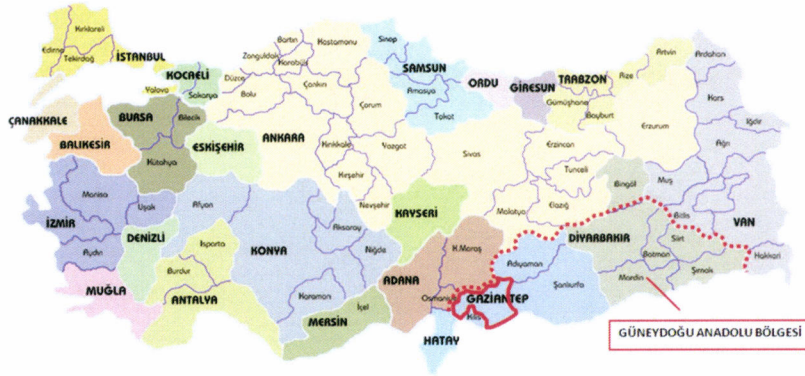 Kırklareli
Edirne
Tekirdağ
İSTANBUL
KOCAELİ
Yalova
Sakarya
Düzce
Bolu
Zonguldak
Bartın
Karabük
Kastamonu
Çankırı
Sinop
SAMSUN
Amasya
Çorum
Tokat
ORDU
GİRESUN
TRABZON
Gümüşhane
Rize
Bayburt
Artvin
Ardahan
Kars
Iğdır
Ağrı
Erzurum
Erzincan
Tunceli
Bingöl
Muş
Bitlis
VAN
Hakkari
ÇANAKKALE
BALIKESİR
BURSA
Bilecik
Kütahya
ESKİŞEHİR
ANKARA
Kırıkkale
Yozgat
Kırşehir
Nevşehir
Sivas
KAYSERİ
Malatya
Elazığ
Manisa
İZMİR
Uşak
Aydın
DENİZLİ
MUĞLA
Afyon
Isparta
Burdur
ANTALYA
KONYA
Aksaray
Niğde
Karaman
İçel
MERSİN
ADANA
K.Maraş
Osmaniye
HATAY
GAZİANTEP
Kilis
Adıyaman
Şanlıurfa
DİYARBAKIR
Batman
Siirt
Mardin
Şırnak
GÜNEYDOĞU ANADOLU BÖLGESİ